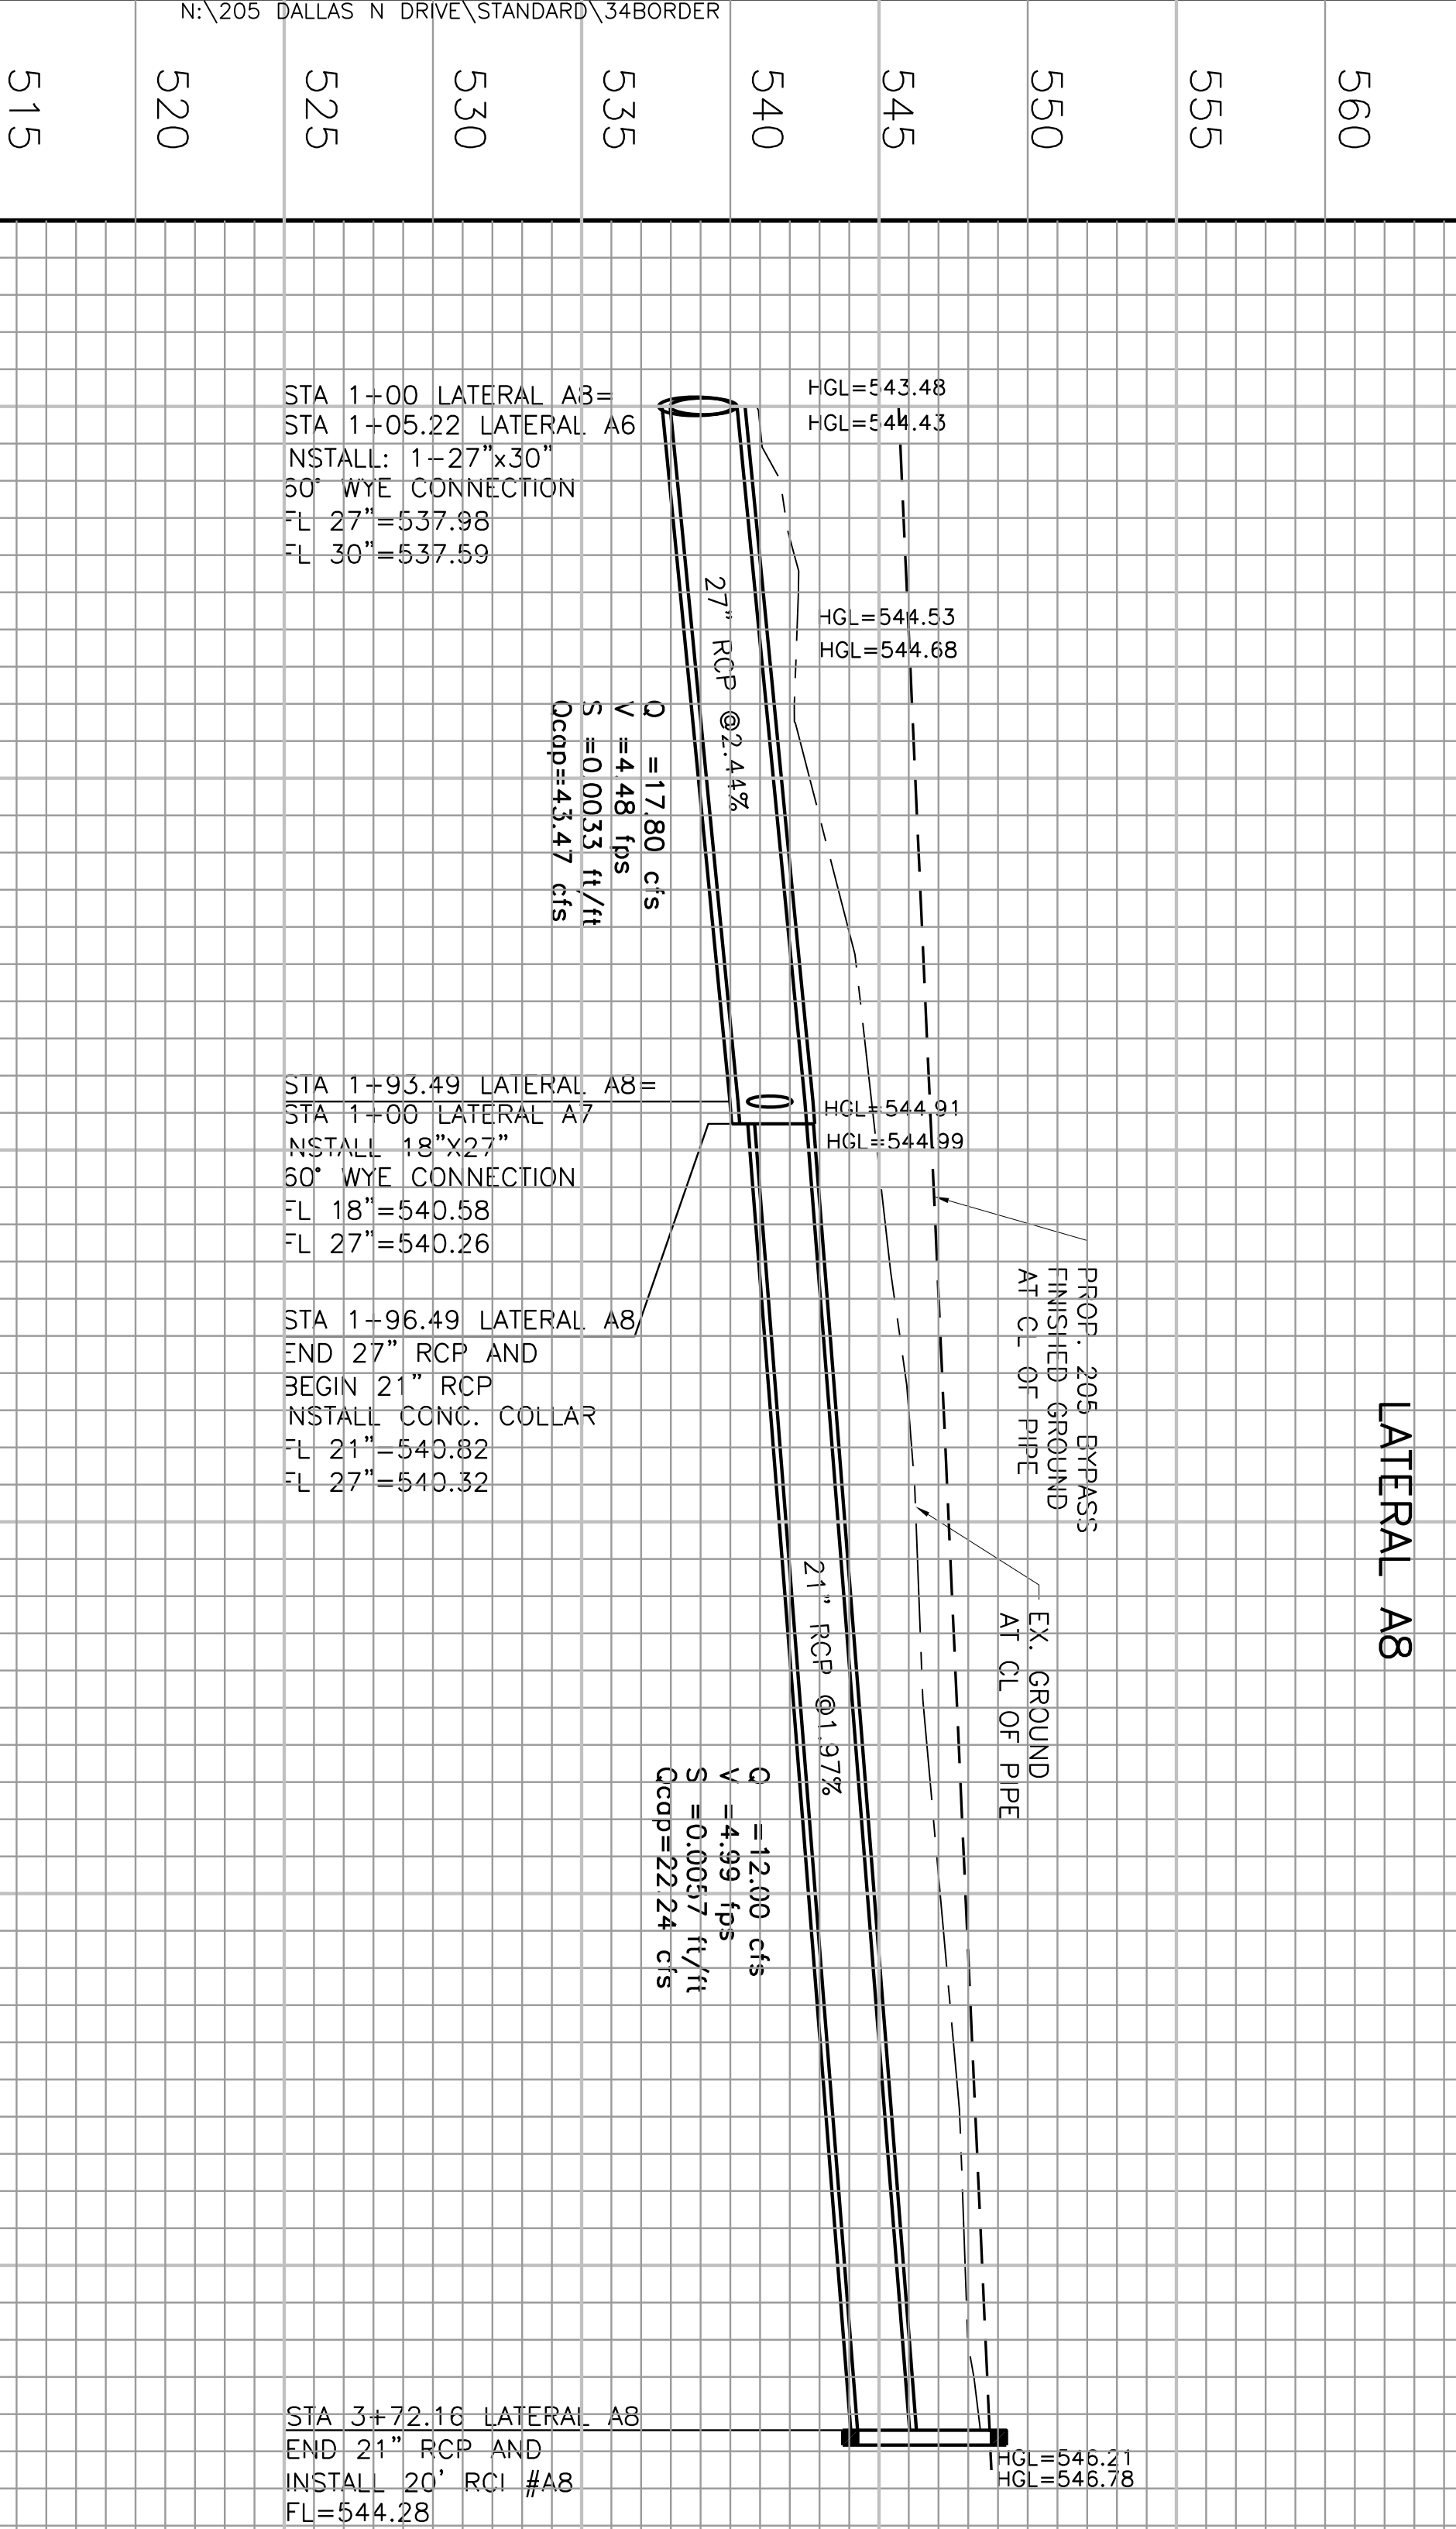 N:\205 DALLAS N DRIVE\STANDARD\34BORDER
515
520
525
530
535
540
545
550
555
560
LATERAL A8
STA 1+00 LATERAL A8=
STA 1+05.22 LATERAL A6
INSTALL: 1-27"x30"
60° WYE CONNECTION
FL 27"=537.98
FL 30"=537.59
HGL=543.48
HGL=544.43
HGL=544.53
HGL=544.68
27" RCP @2.44%
Q =17.80 cfs
V =4.48 fps
S =0.0033 ft/ft
Qcap=43.47 cfs
STA 1+93.49 LATERAL A8=
STA 1+00 LATERAL A7
INSTALL 18"X27"
60° WYE CONNECTION
FL 18"=540.58
FL 27"=540.26
HGL=544.91
HGL=544.99
STA 1+96.49 LATERAL A8
END 27" RCP AND
BEGIN 21" RCP
INSTALL CONC. COLLAR
FL 21"=540.82
FL 27"=540.32
PROP. 205 BYPASS
FINISHED GROUND
AT CL OF PIPE
EX. GROUND
AT CL OF PIPE
21" RCP @1.97%
Q =12.00 cfs
V =4.99 fps
S =0.0057 ft/ft
Qcap=22.24 cfs
STA 3+72.16 LATERAL A8
END 21" RCP AND
INSTALL 20' RCI #A8
FL=544.28
HGL=546.21
HGL=546.78